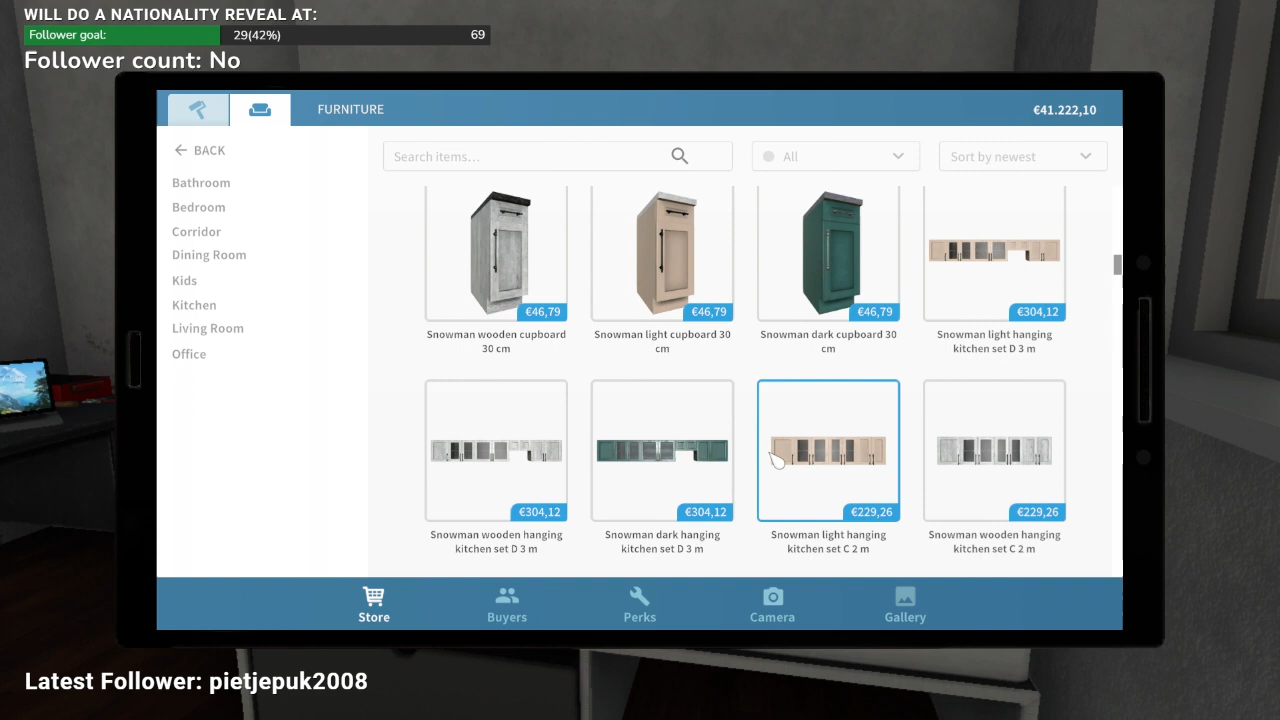 WILL DO A NATIONALITY REVEAL AT:
Follower goal: 29(42%) 69
Follower count: No
FURNITURE €41.222,10
BACK
Search items... All Sort by newest
Bathroom
Bedroom
Corridor
Dining Room
Kids
Kitchen
Living Room
Office
€46,79 €46,79 €46,79 €304,12
Snowman wooden cupboard Snowman light cupboard 30 Snowman dark cupboard 30 Snowman light hanging
30 cm cm cm kitchen set D 3 m
€304,12 €304,12 €229,26 €229,26
Snowman wooden hanging Snowman dark hanging Snowman light hanging Snowman wooden hanging
kitchen set D 3 m kitchen set D 3 m kitchen set C 2 m kitchen set C 2 m
Store Buyers Perks Camera Gallery
Latest Follower: pietjepuk2008